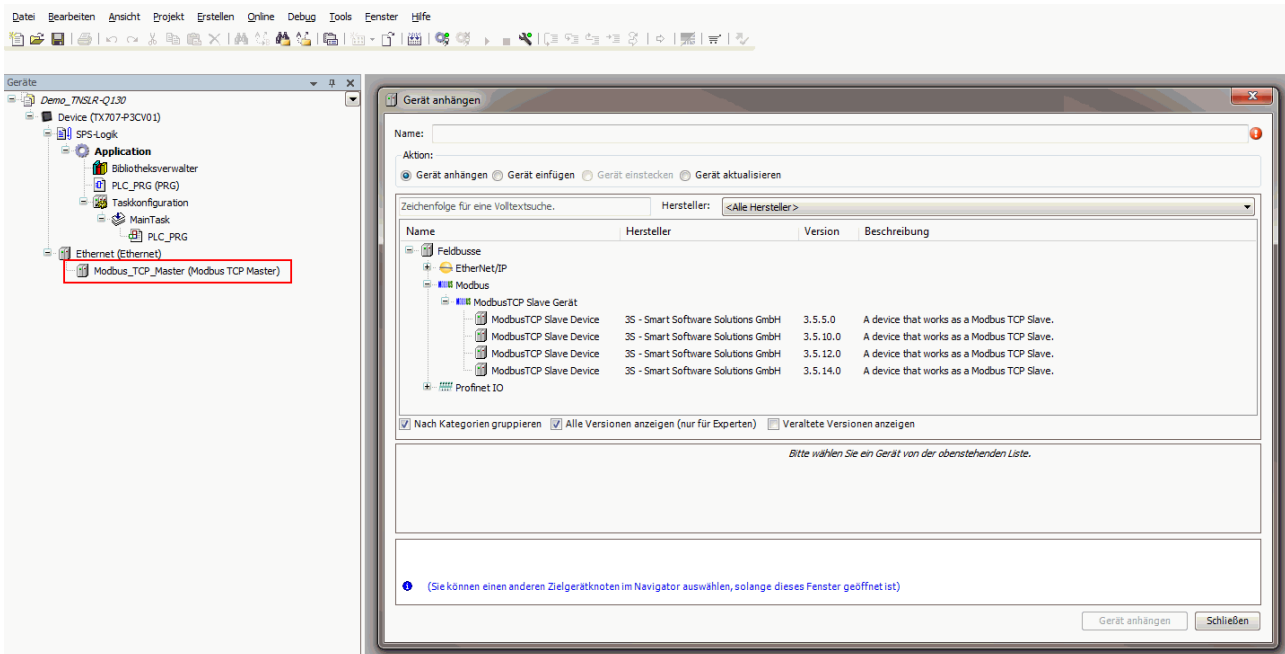 Datei Bearbeiten Ansicht Projekt Erstellen Online Debug Tools Fenster Hilfe
Geräte
Demo_TNSLR-Q130
Device (TX707-P3CV01)
SPS-Logik
Application
Bibliotheksverwalter
PLC_PRG (PRG)
Taskkonfiguration
MainTask
PLC_PRG
Ethernet (Ethernet)
Modbus_TCP_Master (Modbus TCP Master)
Gerät anhängen
Name:
Aktion:
Gerät anhängen Gerät einfügen Gerät einstecken Gerät aktualisieren
Zeichenfolge für eine Volltextsuche. Hersteller: <Alle Hersteller>
Name Hersteller Version Beschreibung
Feldbusse
EtherNet/IP
Modbus
ModbusTCP Slave Gerät
ModbusTCP Slave Device 3S - Smart Software Solutions GmbH 3.5.5.0 A device that works as a Modbus TCP Slave.
ModbusTCP Slave Device 3S - Smart Software Solutions GmbH 3.5.10.0 A device that works as a Modbus TCP Slave.
ModbusTCP Slave Device 3S - Smart Software Solutions GmbH 3.5.12.0 A device that works as a Modbus TCP Slave.
ModbusTCP Slave Device 3S - Smart Software Solutions GmbH 3.5.14.0 A device that works as a Modbus TCP Slave.
Profinet IO
Nach Kategorien gruppieren Alle Versionen anzeigen (nur für Experten) Veraltete Versionen anzeigen
Bitte wählen Sie ein Gerät von der obenstehenden Liste.
(Sie können einen anderen Zielgerätknoten im Navigator auswählen, solange dieses Fenster geöffnet ist)
Gerät anhängen Schließen